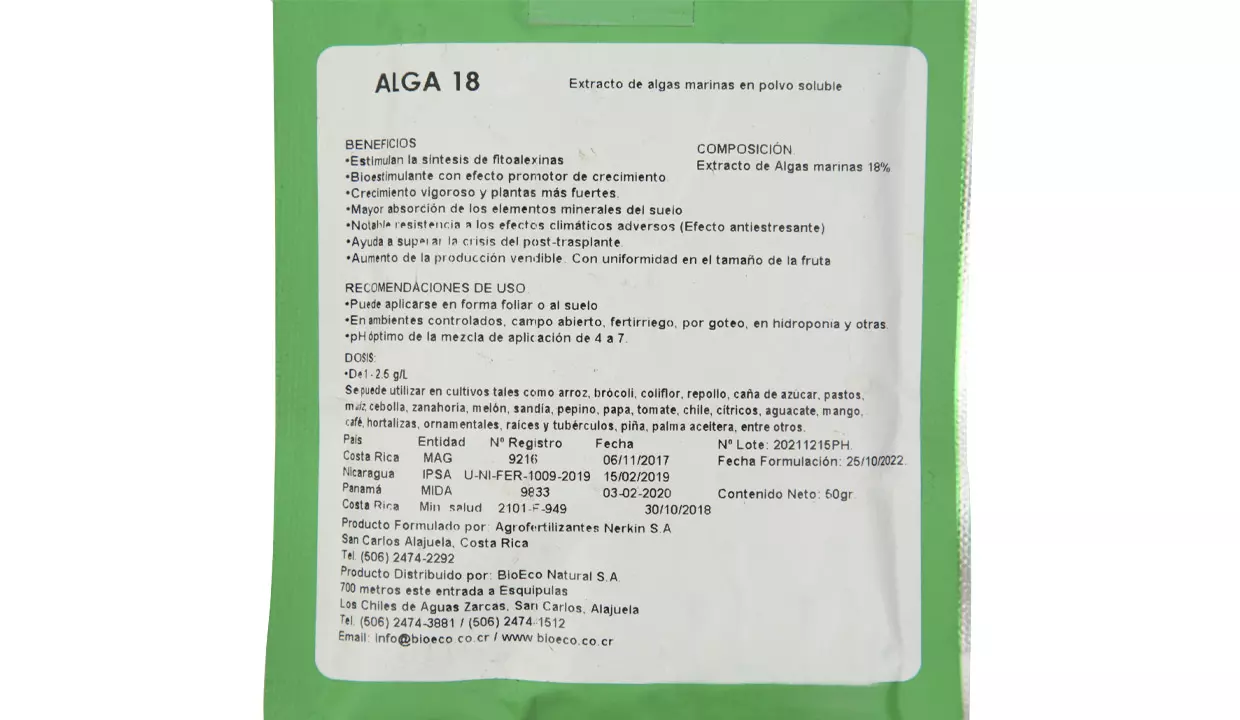 ALGA 18
Extracto de algas marinas en polvo soluble
BENEFICIOS
•Estimulan la síntesis de fitoalexinas
•Bioestimulante con efecto promotor de crecimiento
•Crecimiento vigoroso y plantas más fuertes.
•Mayor absorción de los elementos minerales del suelo
•Notable resistencia a los efectos climáticos adversos (Efecto antiestresante)
•Ayuda a superar la crisis del post-trasplante.
•Aumento de la producción vendible. Con uniformidad en el tamaño de la fruta
COMPOSICIÓN.
Extracto de Algas marinas 18%
RECOMENDACIONES DE USO.
•Puede aplicarse en forma foliar o al suelo
•En ambientes controlados, campo abierto, fertirriego, por goteo, en hidroponia y otras.
•pH óptimo de la mezcla de aplicación de 4 a 7.
DOSIS:
•De 1 - 2.5 g/L
Se puede utilizar en cultivos tales como arroz, brócoli, coliflor, repollo, caña de azúcar, pastos,
maíz, cebolla, zanahoria, melón, sandía, pepino, papa, tomate, chile, cítricos, aguacate, mango,
café, hortalizas, ornamentales, raíces y tubérculos, piña, palma aceitera, entre otros.
País Entidad Nº Registro Fecha
Costa Rica MAG 9216 06/11/2017
Nicaragua IPSA U-NI-FER-1009-2019 15/02/2019
Panamá MIDA 9833 03-02-2020
Costa Rica Min. salud 2101-F-949 30/10/2018
Nº Lote: 20211215PH.
Fecha Formulación: 25/10/2022.
Contenido Neto: 50gr.
Producto Formulado por: Agrofertilizantes Nerkin S.A
San Carlos Alajuela, Costa Rica
Tel. (506) 2474-2292
Producto Distribuido por: BioEco Natural S.A.
700 metros este entrada a Esquipulas
Los Chiles de Aguas Zarcas, San Carlos, Alajuela
Tel. (506) 2474-3881 / (506) 2474-1512
Email: info@bioeco.co.cr / www.bioeco.co.cr